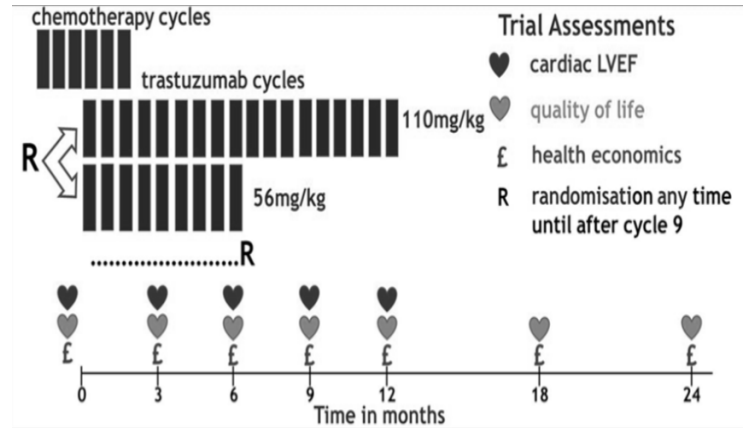 chemotherapy cycles
trastuzumab cycles
110mg/kg
R
56mg/kg
........................R
Trial Assessments
cardiac LVEF
quality of life
£ health economics
R randomisation any time
until after cycle 9
£ £ £ £ £ £ £
0 3 6 9 12 18 24
Time in months